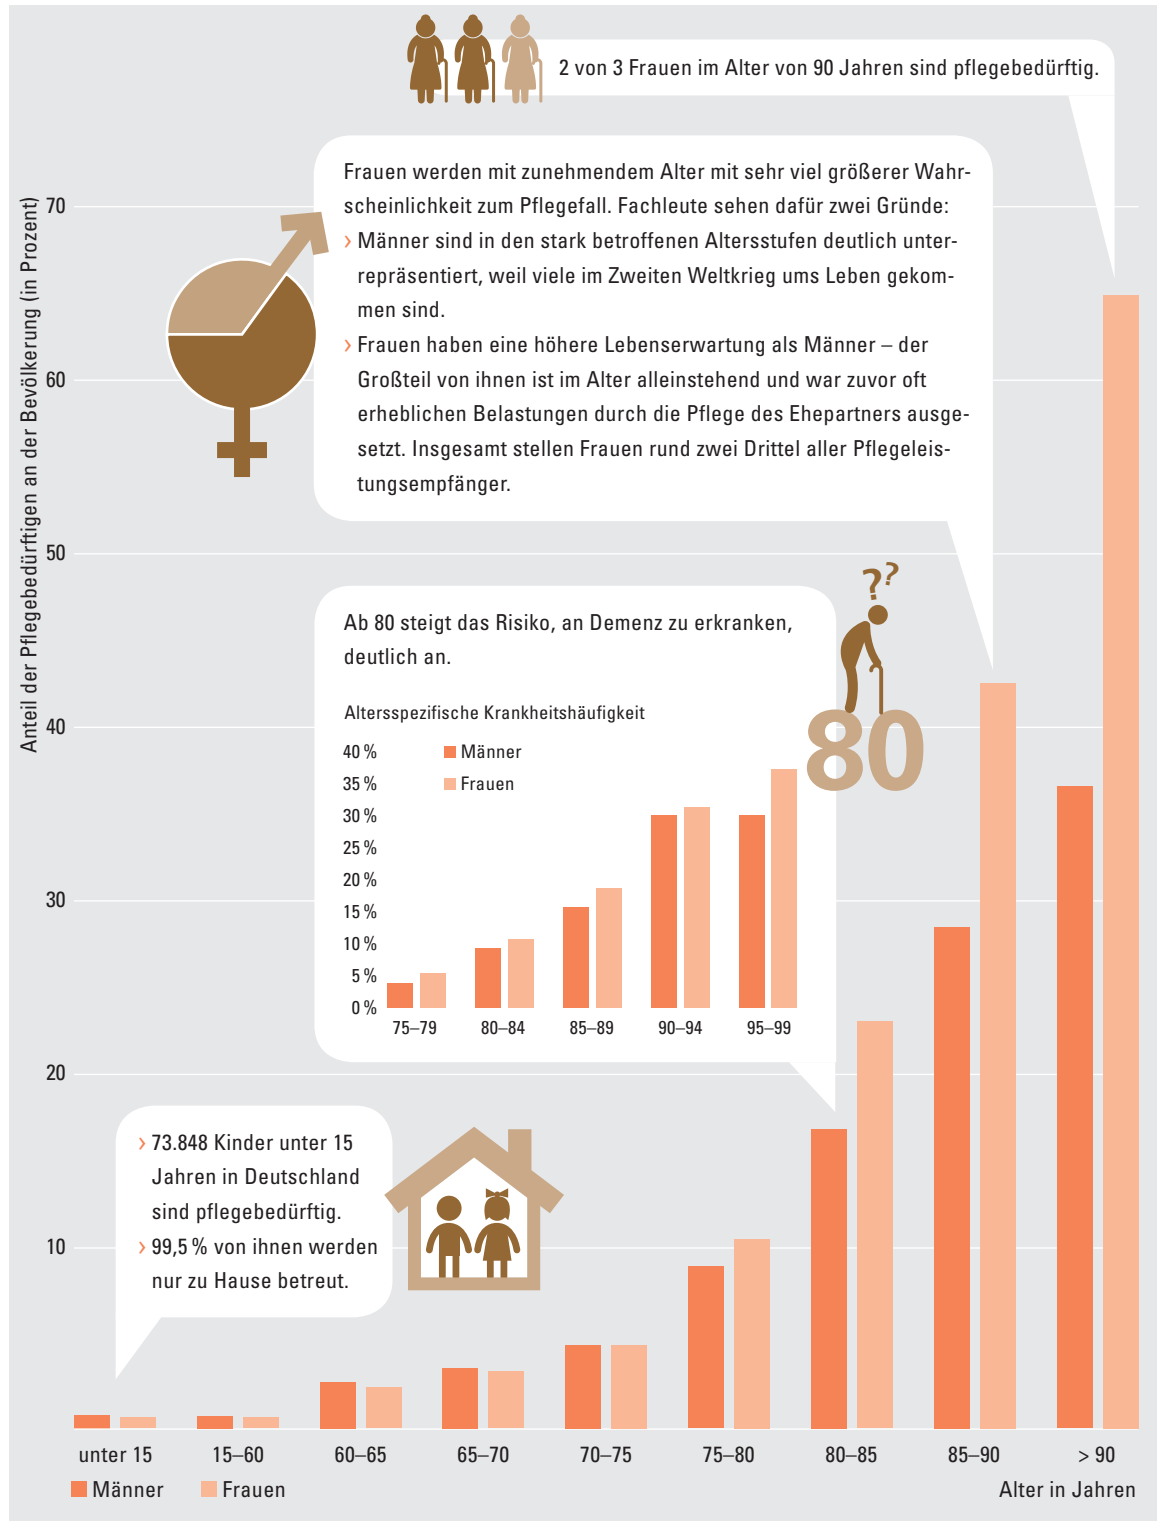 2 von 3 Frauen im Alter von 90 Jahren sind pflegebedürftig.
Frauen werden mit zunehmendem Alter mit sehr viel größerer Wahr-
scheinlichkeit zum Pflegefall. Fachleute sehen dafür zwei Gründe:
› Männer sind in den stark betroffenen Altersstufen deutlich unter-
repräsentiert, weil viele im Zweiten Weltkrieg ums Leben gekom-
men sind.
› Frauen haben eine höhere Lebenserwartung als Männer – der
Großteil von ihnen ist im Alter alleinstehend und war zuvor oft
erheblichen Belastungen durch die Pflege des Ehepartners ausge-
setzt. Insgesamt stellen Frauen rund zwei Drittel aller Pflegeleis-
tungsempfänger.
Anteil der Pflegebedürftigen an der Bevölkerung (in Prozent)
70
60
50
40
30
20
10
??
80
Ab 80 steigt das Risiko, an Demenz zu erkranken,
deutlich an.
Altersspezifische Krankheitshäufigkeit
40 %
35 %
30 %
25 %
20 %
15 %
10 %
5 %
0 %
Männer
Frauen
75–79 80–84 85–89 90–94 95–99
› 73.848 Kinder unter 15
Jahren in Deutschland
sind pflegebedürftig.
› 99,5 % von ihnen werden
nur zu Hause betreut.
unter 15 15–60 60–65 65–70 70–75 75–80 80–85 85–90 > 90
Männer Frauen Alter in Jahren